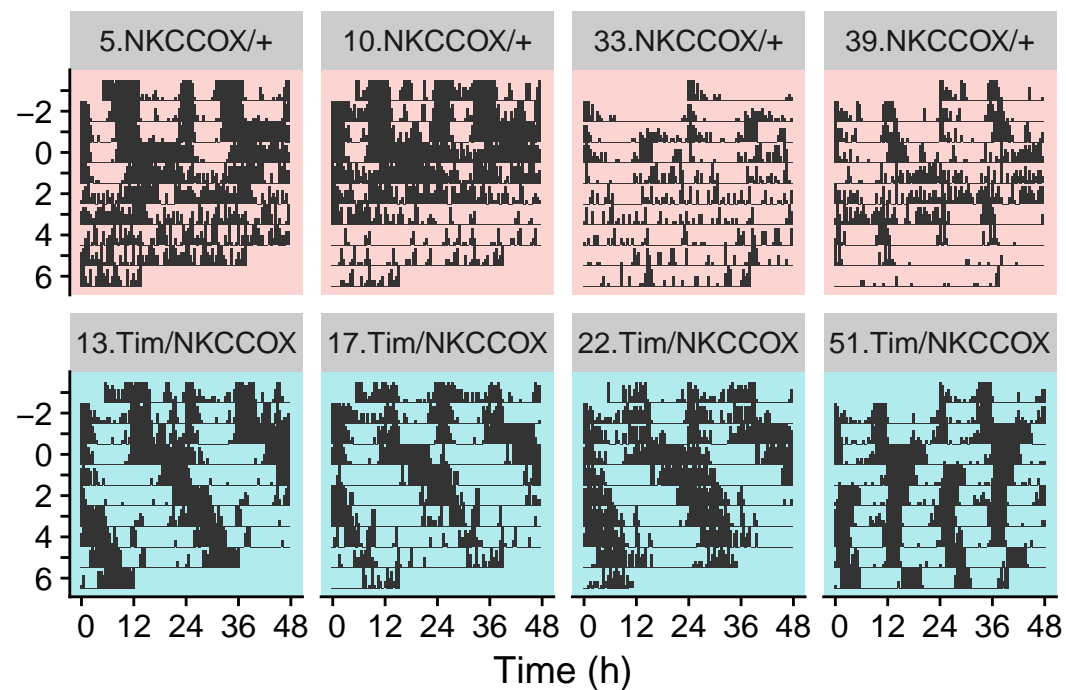 5.NKCCOX/+ 10.NKCCOX/+ 33.NKCCOX/+ 39.NKCCOX/+
−2
0
2
4
6
13.Tim/NKCCOX 17.Tim/NKCCOX 22.Tim/NKCCOX 51.Tim/NKCCOX
−2
0
2
4
6
0 12 24 36 48 0 12 24 36 48 0 12 24 36 48 0 12 24 36 48
Time (h)